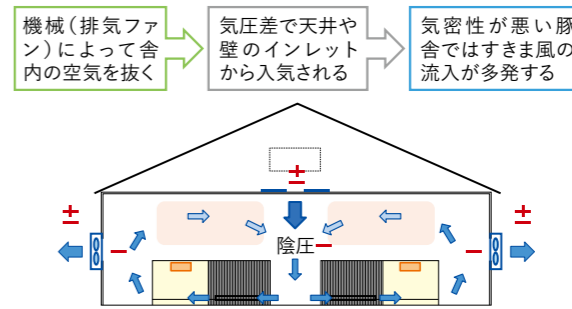 機械（排気ファ
ン）によって舎
内の空気を抜く
気圧差で天井や
壁のインレット
から入気される
気密性が悪い豚
舎ではすきま風の
流入が多発する
±
±
±
−
陰圧−
−